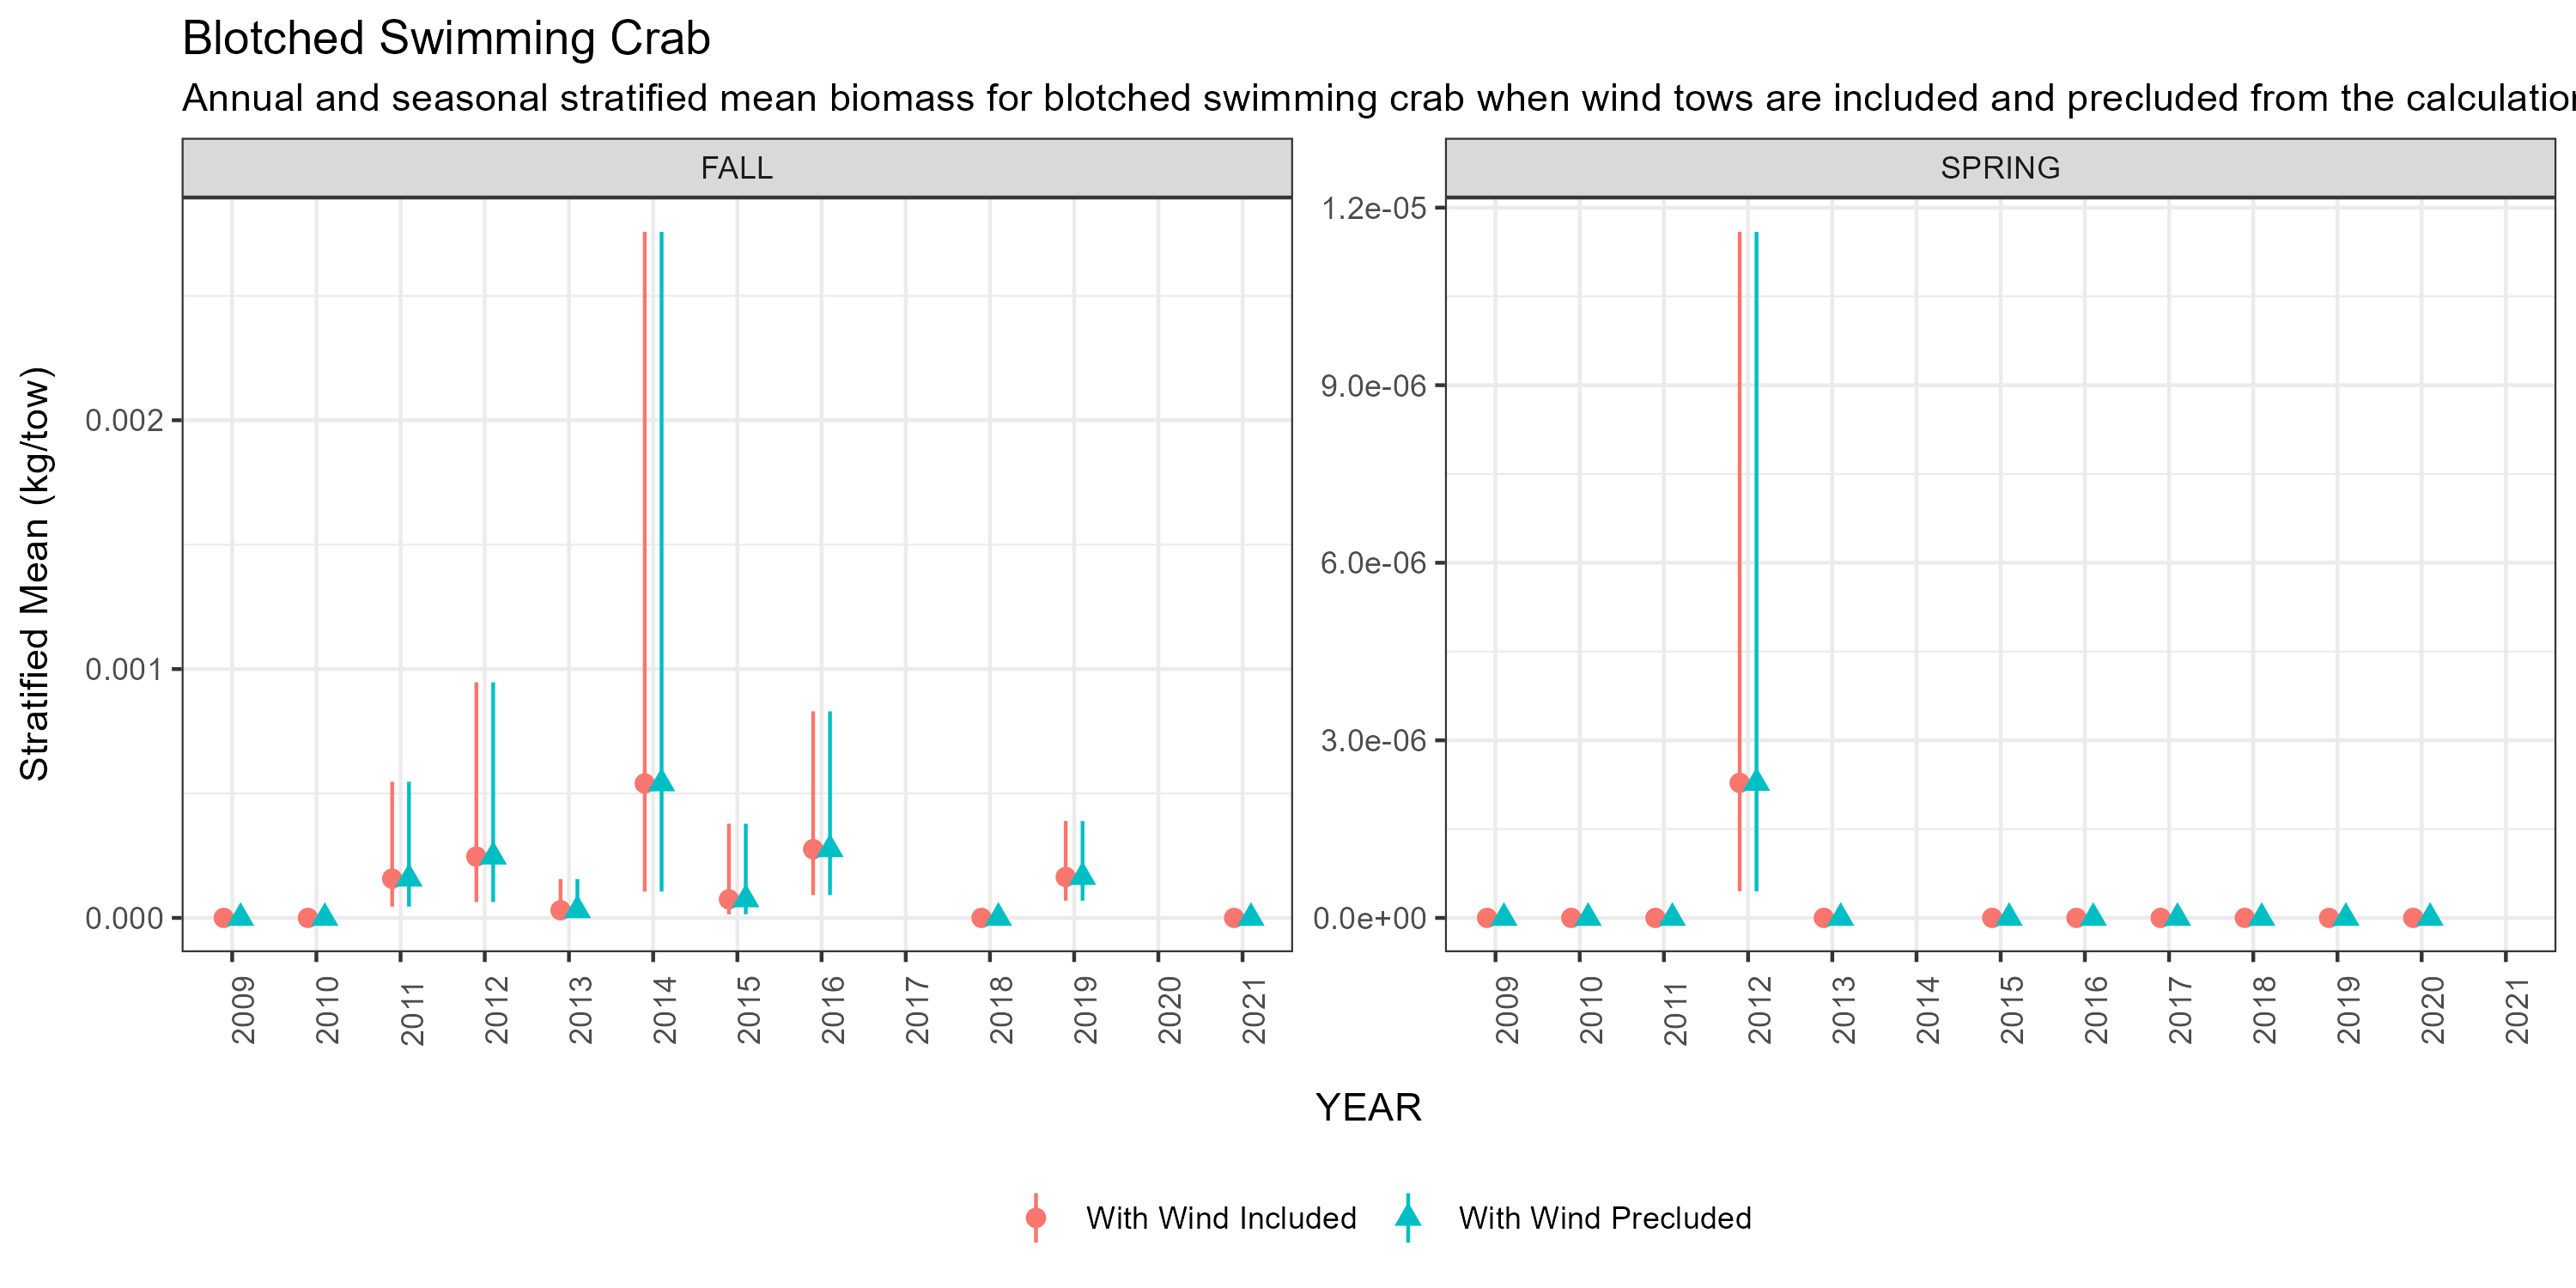 Blotched Swimming Crab
Annual and seasonal stratified mean biomass for blotched swimming crab when wind tows are included and precluded from the calculation
FALL
SPRING
Stratified Mean (kg/tow)
0.002
0.001
0.000
1.2e-05
9.0e-06
6.0e-06
3.0e-06
0.0e+00
2009 2010 2011 2012 2013 2014 2015 2016 2017 2018 2019 2020 2021
2009 2010 2011 2012 2013 2014 2015 2016 2017 2018 2019 2020 2021
YEAR
With Wind Included With Wind Precluded